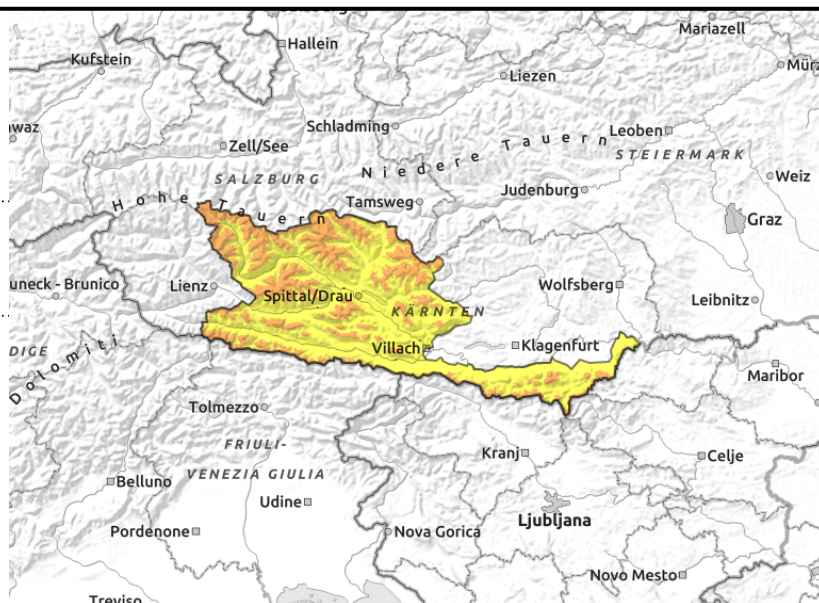 Hallein
Mariazell
Kufstein
Liezen
Mürz
waz
Schladming
Leoben
Zell/See
Niedere Tauern
STEIERMARK
SALZBURG
Weiz
Hohe Tauern
Tamsweg
Judenburg
Graz
Lienz
uneck - Brunico
Spittal/Drau
Wolfsberg
Leibnitz
KÄRNTEN
DIGE
Dolomiti
Villach
Klagenfurt
Maribor
Tolmezzo
FRIULI-
VENEZIA GIULIA
Kranj
Celje
Belluno
Udine
Ljubljana
Pordenone
Nova Gorica
Novo Mesto
Treviso